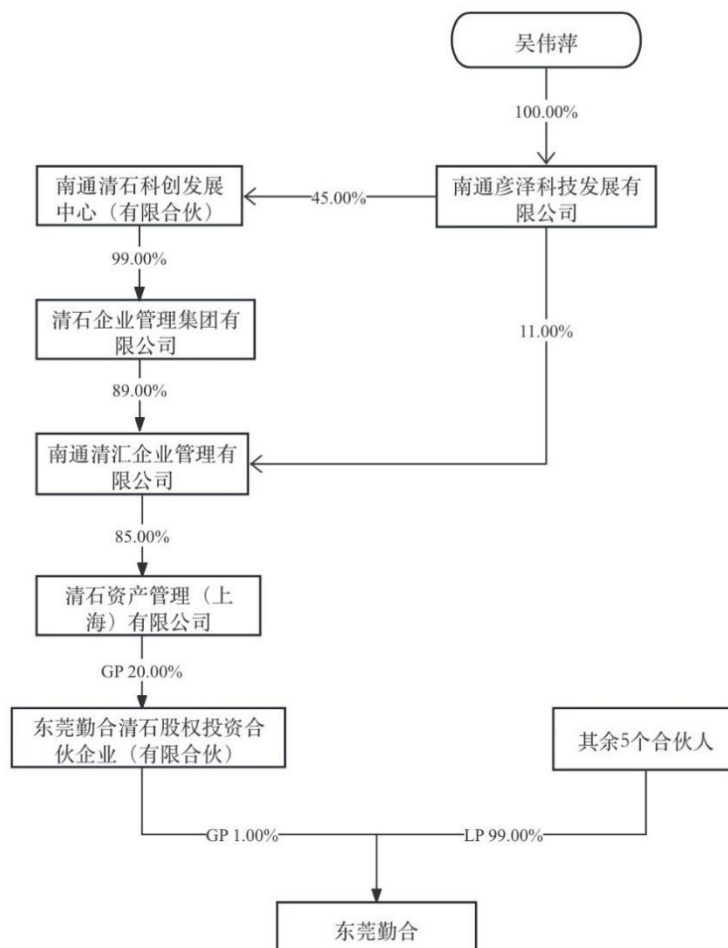 吴伟萍
100.00%
南通清石科创发展
中心（有限合伙）
45.00%
南通彦泽科技发展有
限公司
99.00%
清石企业管理集团有
限公司
11.00%
89.00%
南通清汇企业管理有
限公司
85.00%
清石资产管理（上
海）有限公司
GP 20.00%
东莞勤合清石股权投资合
伙企业（有限合伙）
其余5个合伙人
GP 1.00%
LP 99.00%
东莞勤合